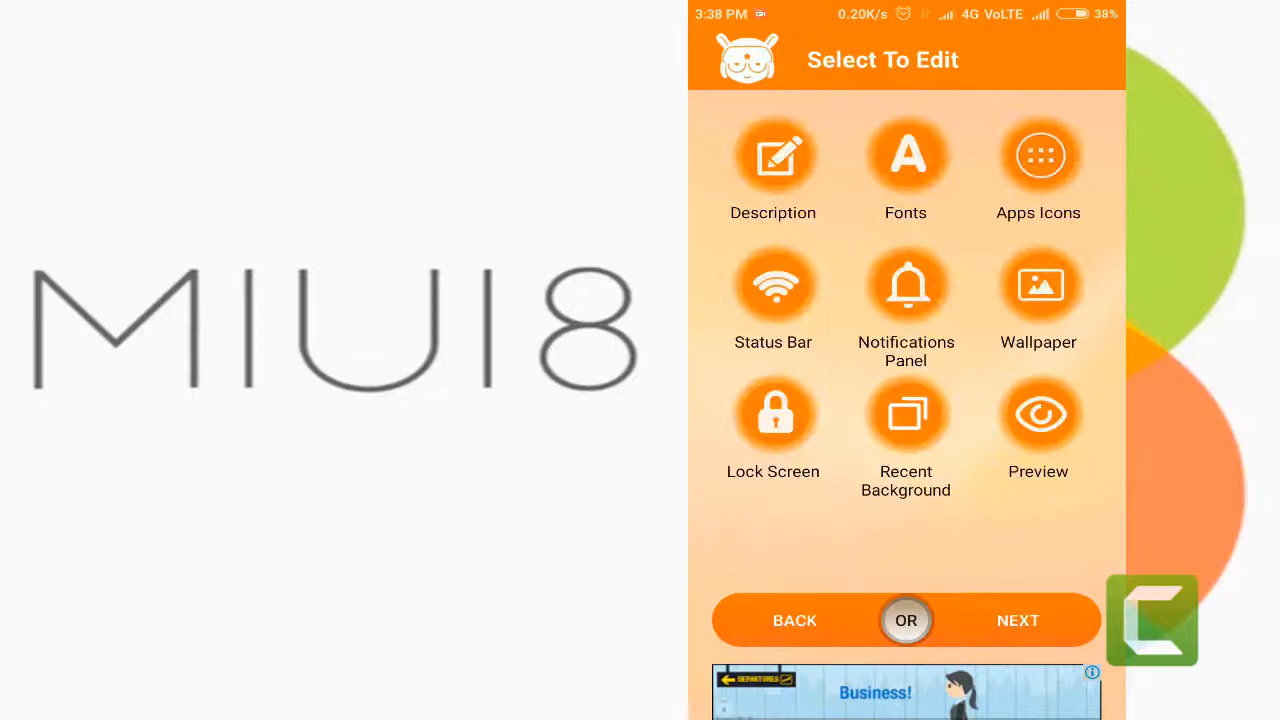 MIUI8
3:38 PM 0.20K/s 4G VoLTE 38%
Select To Edit
Description Fonts Apps Icons
Status Bar Notifications Panel Wallpaper
Lock Screen Recent Background Preview
BACK OR NEXT
DEPARTURES
Business!